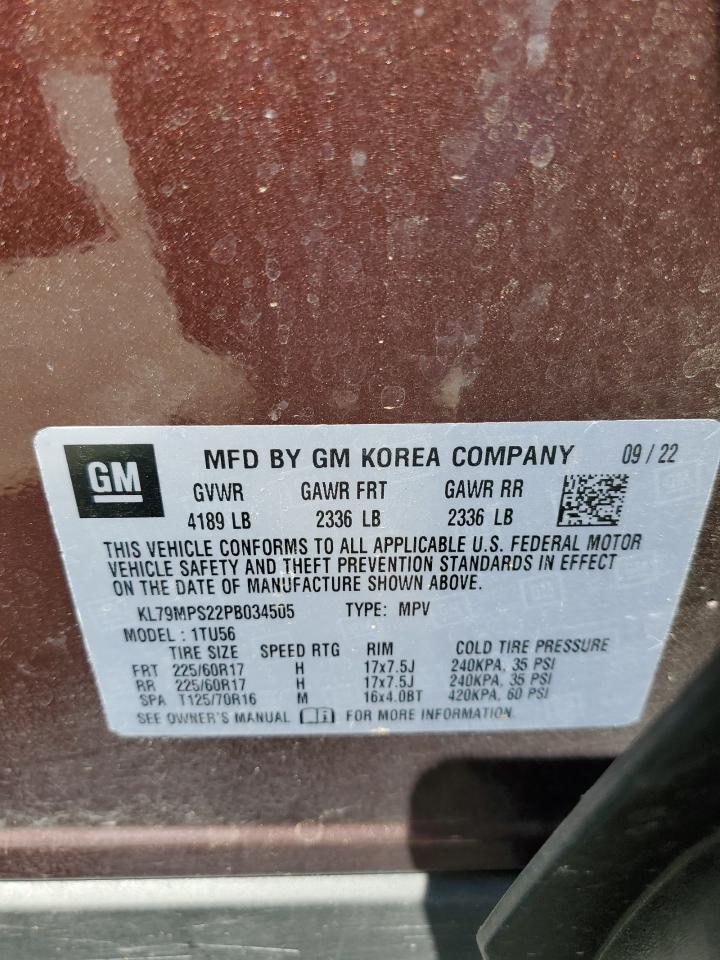 GM MFD BY GM KOREA COMPANY 09/22
GVWR GAWR FRT GAWR RR
4189 LB 2336 LB 2336 LB
THIS VEHICLE CONFORMS TO ALL APPLICABLE U.S. FEDERAL MOTOR
VEHICLE SAFETY AND THEFT PREVENTION STANDARDS IN EFFECT
ON THE DATE OF MANUFACTURE SHOWN ABOVE.
KL79MPS22PB034505 TYPE: MPV
MODEL: 1TU56
TIRE SIZE SPEED RTG RIM COLD TIRE PRESSURE
FRT 225/60R17 H 17x7.5J 240KPA, 35 PSI
RR 225/60R17 H 17x7.5J 240KPA, 35 PSI
SPA T125/70R16 M 16x4.0BT 420KPA, 60 PSI
SEE OWNER'S MANUAL FOR MORE INFORMATION.